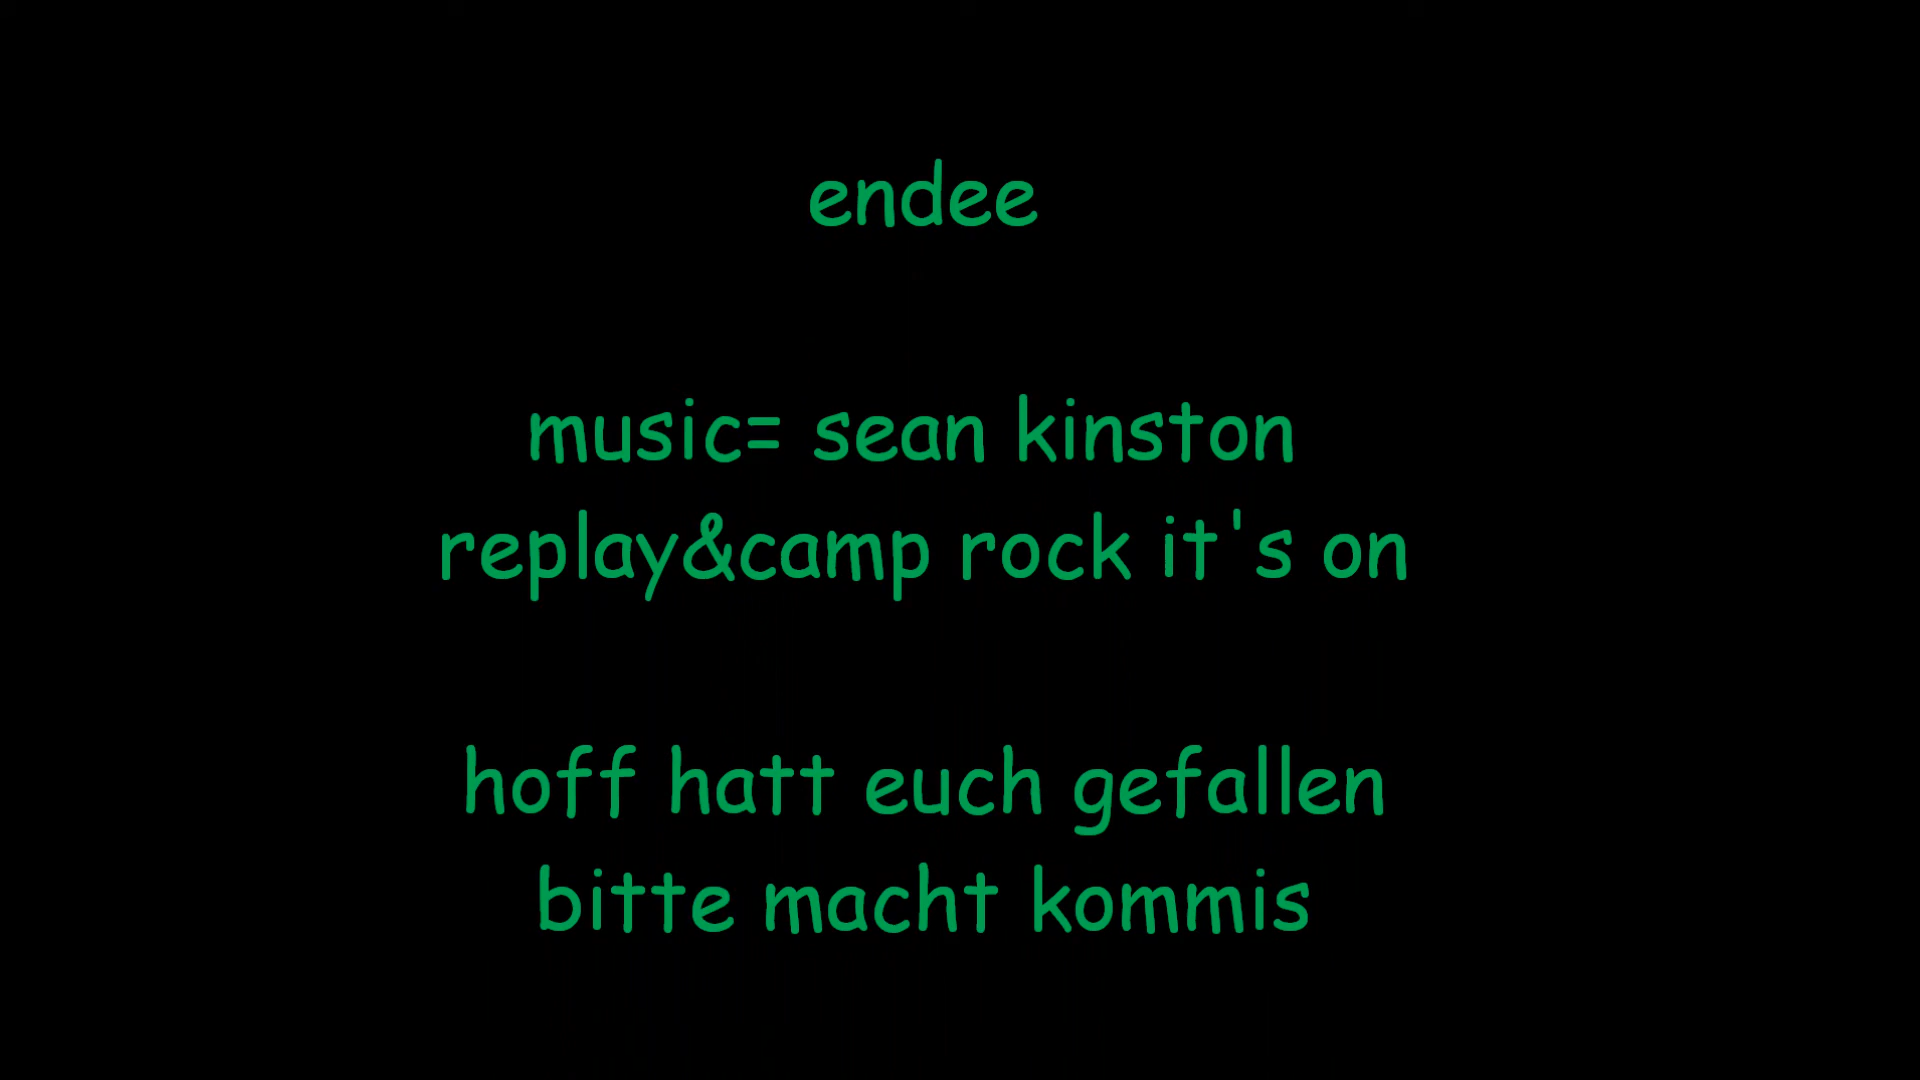 endee
music= sean kinston
replay&camp rock it's on
hoff hatt euch gefallen
bitte macht kommis